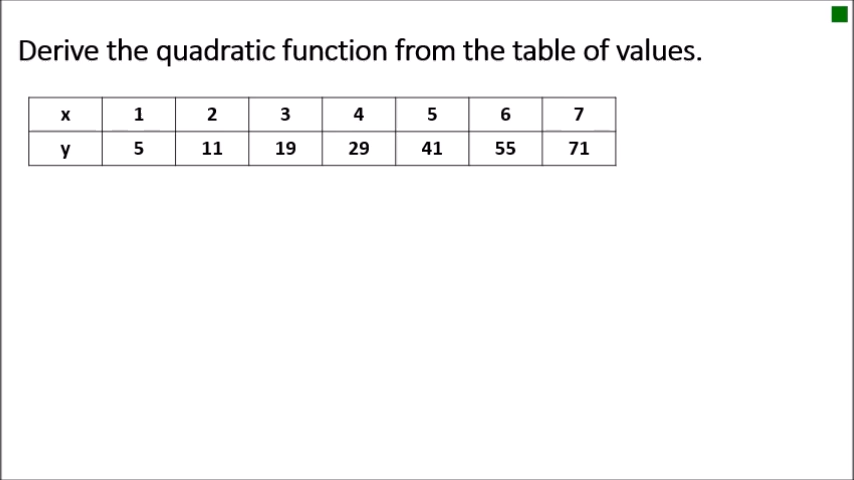 Derive the quadratic function from the table of values.
x 1 2 3 4 5 6 7
y 5 11 19 29 41 55 71